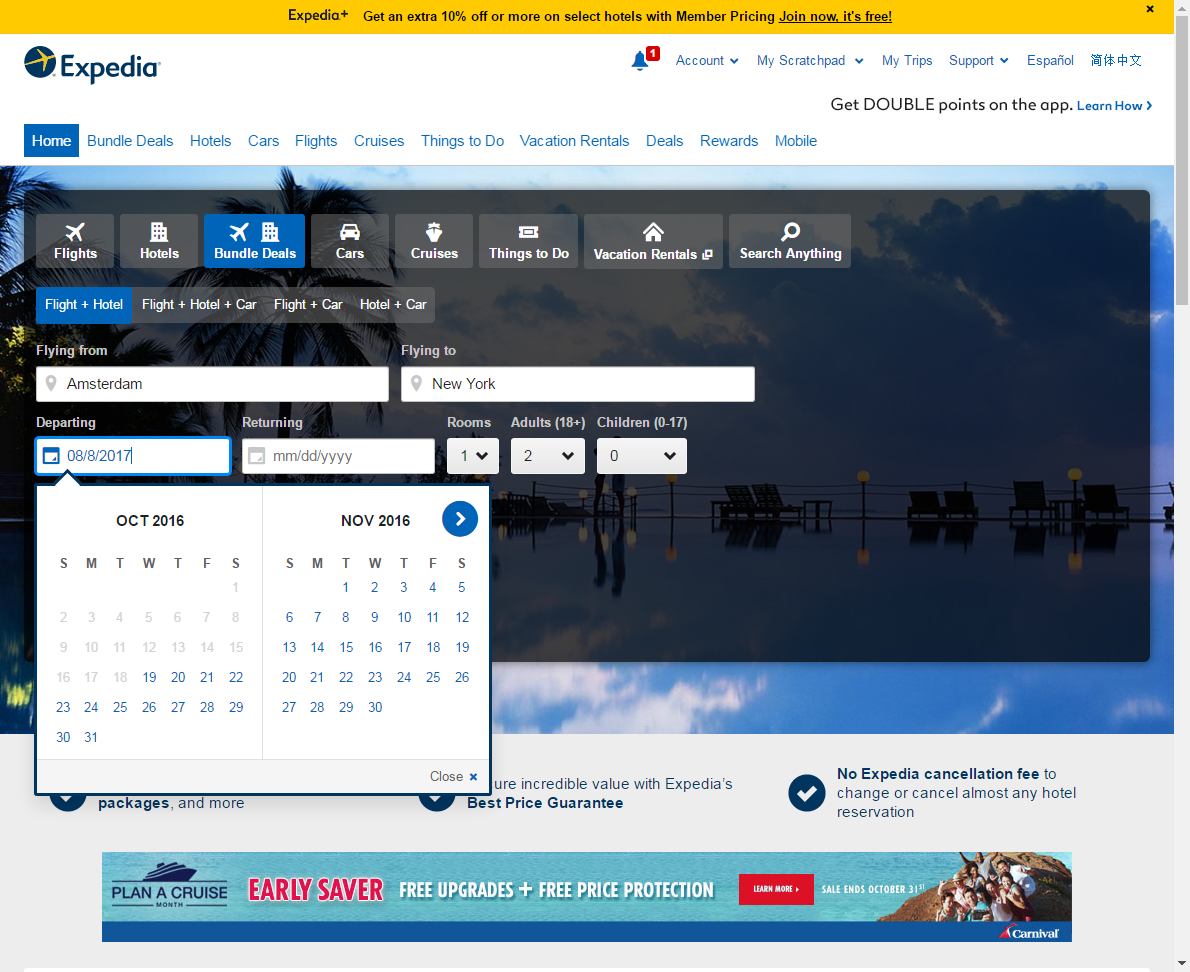 Expedia+ Get an extra 10% off or more on select hotels with Member Pricing Join now, it's free!
Expedia
1
Account My Scratchpad My Trips Support Español 简体中文
Get DOUBLE points on the app. Learn How
Home Bundle Deals Hotels Cars Flights Cruises Things to Do Vacation Rentals Deals Rewards Mobile
Flights Hotels Bundle Deals Cars Cruises Things to Do Vacation Rentals Search Anything
Flight + Hotel Flight + Hotel + Car Flight + Car Hotel + Car
Flying from Flying to
Amsterdam New York
Departing Returning Rooms Adults (18+) Children (0-17)
08/8/2017 mm/dd/yyyy 1 2 0
OCT 2016
S M T W T F S
1
2 3 4 5 6 7 8
9 10 11 12 13 14 15
16 17 18 19 20 21 22
23 24 25 26 27 28 29
30 31
NOV 2016
S M T W T F S
1 2 3 4 5
6 7 8 9 10 11 12
13 14 15 16 17 18 19
20 21 22 23 24 25 26
27 28 29 30
Close ×
packages, and more
ure incredible value with Expedia's
Best Price Guarantee
No Expedia cancellation fee to
change or cancel almost any hotel
reservation
PLAN A CRUISE
MONTH
EARLY SAVER FREE UPGRADES + FREE PRICE PROTECTION LEARN MORE SALE ENDS OCTOBER 31ST
Carnival